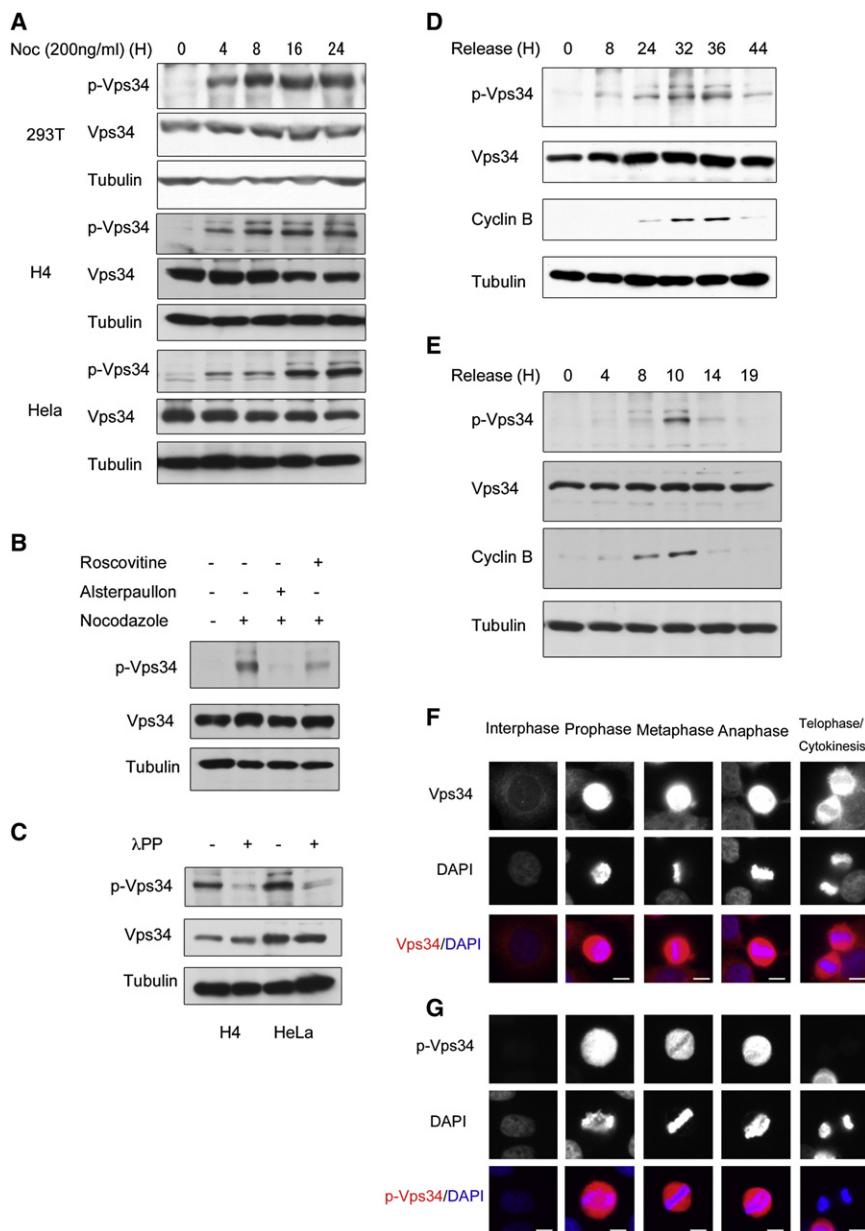 A
Noc (200ng/ml) (H) 0 4 8 16 24
p-Vps34
293T Vps34
Tubulin
p-Vps34
H4 Vps34
Tubulin
p-Vps34
Hela Vps34
Tubulin
B
Roscovitine - - - +
Alsterpaullon - - + -
Nocodazole - + + +
p-Vps34
Vps34
Tubulin
C
λPP - + - +
p-Vps34
Vps34
Tubulin
H4 HeLa
D
Release (H) 0 8 24 32 36 44
p-Vps34
Vps34
Cyclin B
Tubulin
E
Release (H) 0 4 8 10 14 19
p-Vps34
Vps34
Cyclin B
Tubulin
F
Interphase Prophase Metaphase Anaphase Telophase/
Cytokinesis
Vps34
DAPI
Vps34/DAPI
G
p-Vps34
DAPI
p-Vps34/DAPI